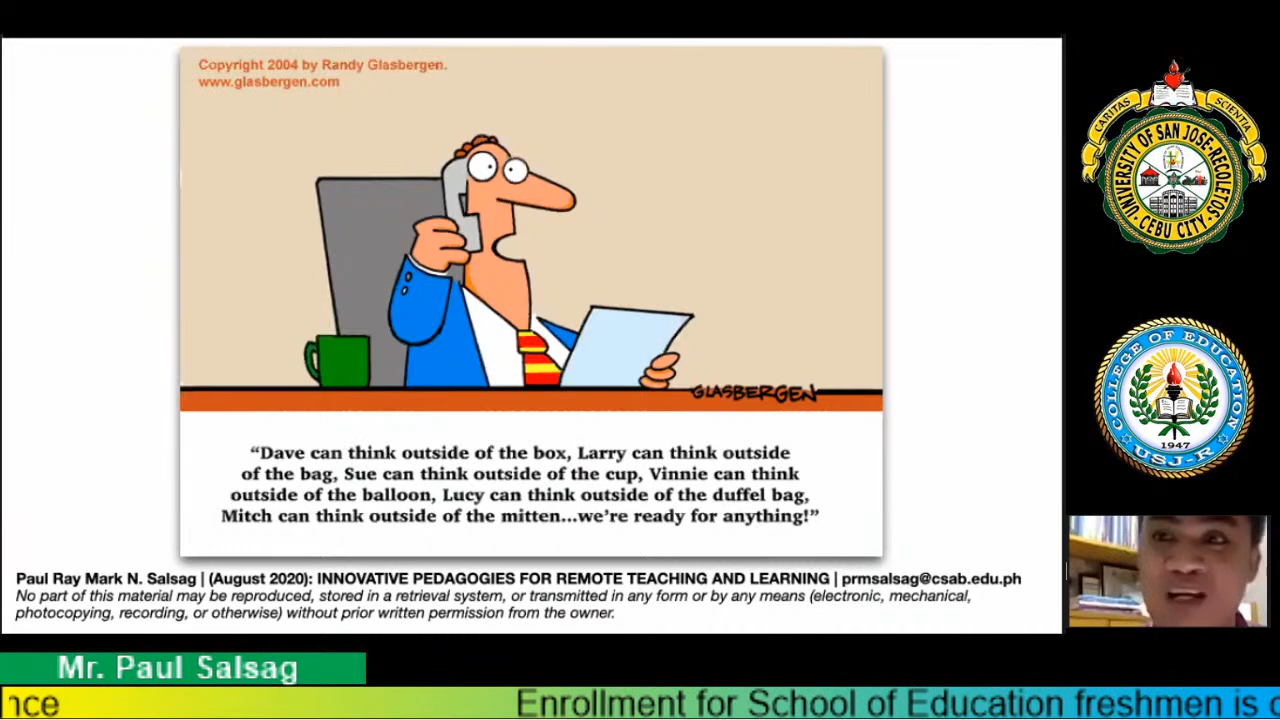 Copyright 2004 by Randy Glasbergen.
www.glasbergen.com
GLASBERGEN
“Dave can think outside of the box, Larry can think outside
of the bag, Sue can think outside of the cup, Vinnie can think
outside of the balloon, Lucy can think outside of the duffel bag,
Mitch can think outside of the mitten...we’re ready for anything!”
Paul Ray Mark N. Salsag | (August 2020): INNOVATIVE PEDAGOGIES FOR REMOTE TEACHING AND LEARNING | prmsalsag@csab.edu.ph
No part of this material may be reproduced, stored in a retrieval system, or transmitted in any form or by any means (electronic, mechanical,
photocopying, recording, or otherwise) without prior written permission from the owner.
CARITAS SCIENTIA
UNIVERSITY OF SAN JOSE-RECOLETOS
CEBU CITY
COLLEGE OF EDUCATION
1947
USJ-R
Mr. Paul Salsag
nce Enrollment for School of Education freshmen is o